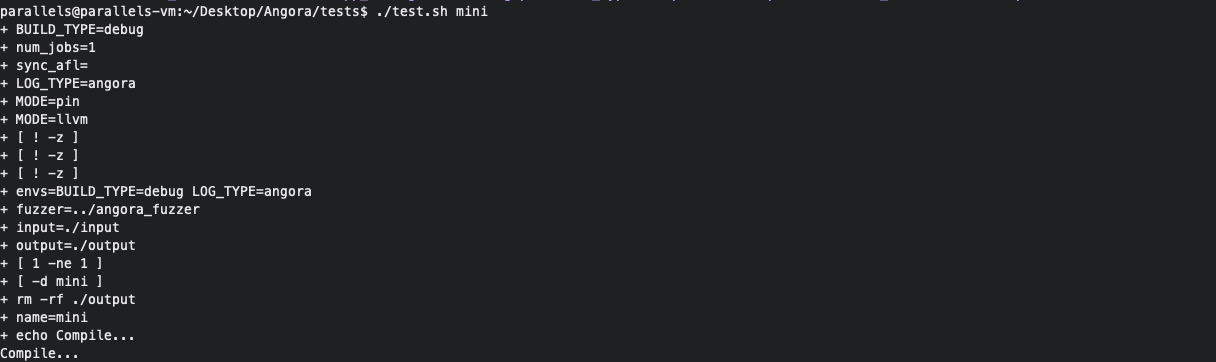 parallels@parallels-vm:~/Desktop/Angora/tests$ ./test.sh mini
+ BUILD_TYPE=debug
+ num_jobs=1
+ sync_afl=
+ LOG_TYPE=angora
+ MODE=pin
+ MODE=llvm
+ [ ! -z ]
+ [ ! -z ]
+ [ ! -z ]
+ envs=BUILD_TYPE=debug LOG_TYPE=angora
+ fuzzer=../angora_fuzzer
+ input=./input
+ output=./output
+ [ 1 -ne 1 ]
+ [ -d mini ]
+ rm -rf ./output
+ name=mini
+ echo Compile...
Compile...